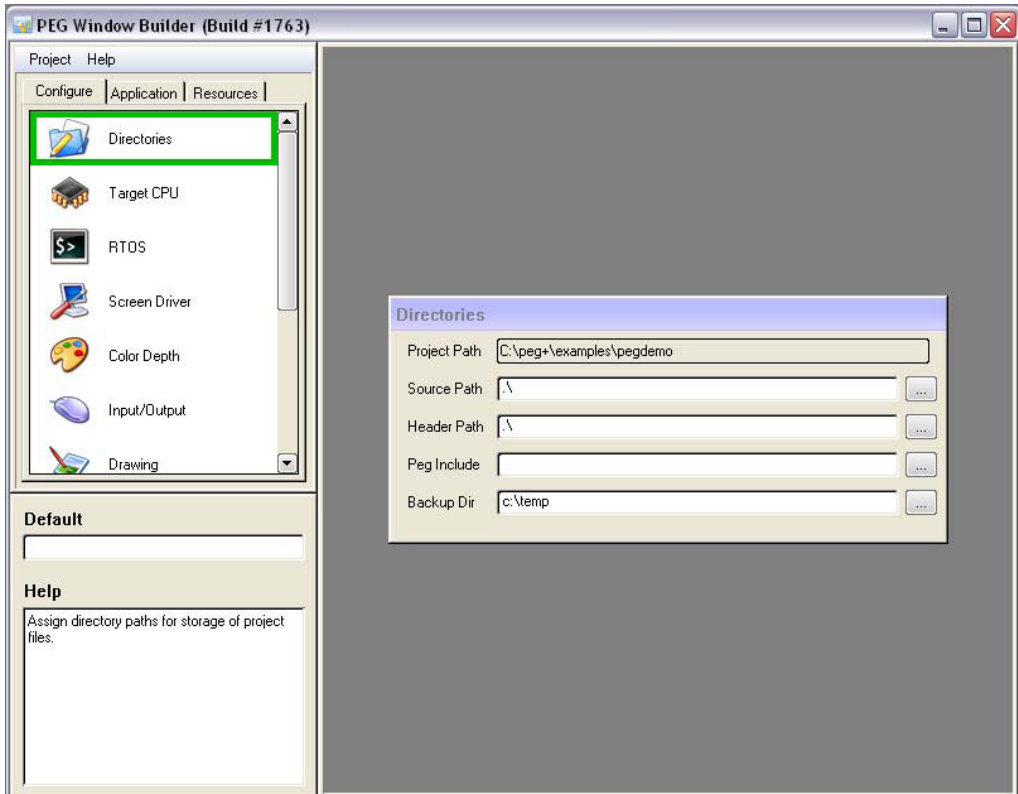 PEG Window Builder (Build #1763)
Project Help
Configure Application Resources
Directories
Target CPU
$>
RTOS
Screen Driver
Color Depth
Input/Output
Drawing
Default
Help
Assign directory paths for storage of project
files.
Directories
Project Path C:\peg+\examples\pegdemo
Source Path .\ ...
Header Path .\ ...
Peg Include ...
Backup Dir c:\temp ...